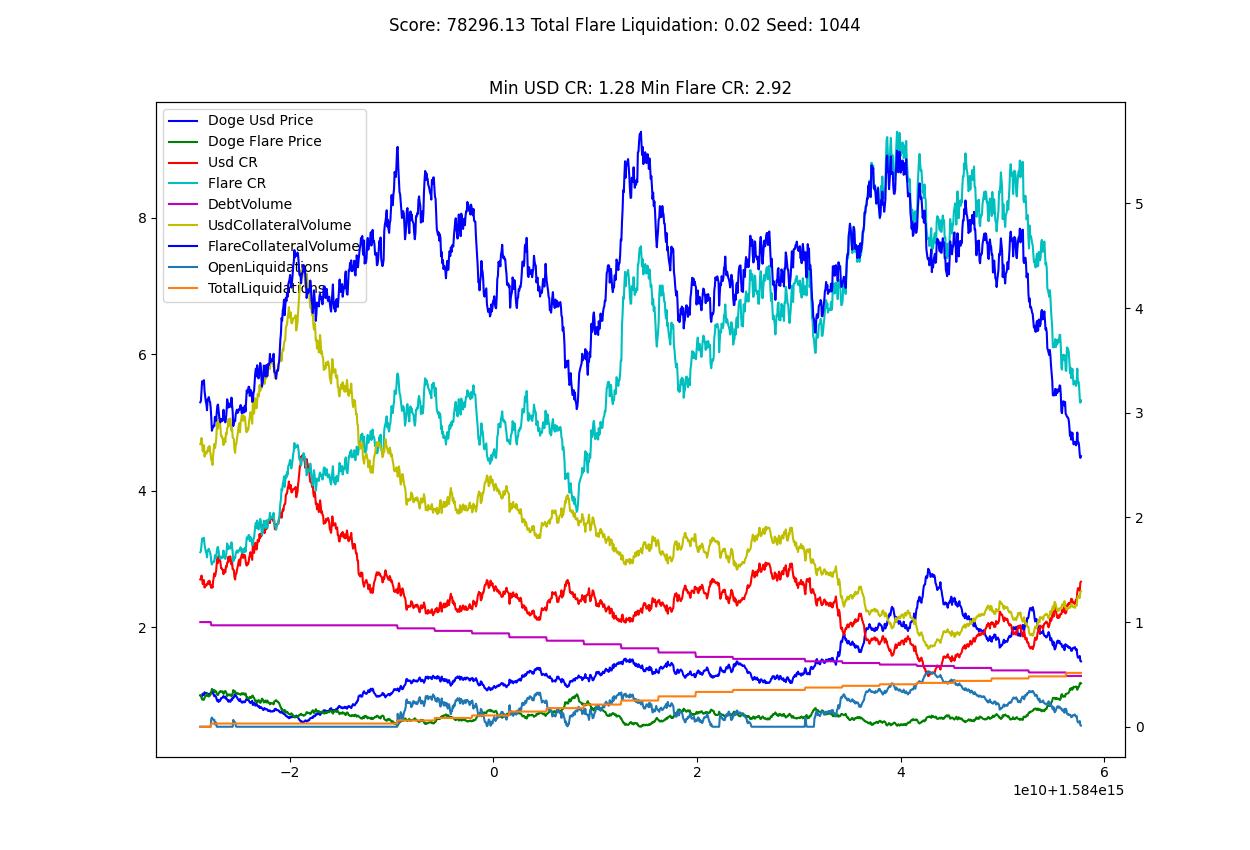 Score: 78296.13 Total Flare Liquidation: 0.02 Seed: 1044
Min USD CR: 1.28 Min Flare CR: 2.92
Doge Usd Price
Doge Flare Price
Usd CR
Flare CR
DebtVolume
UsdCollateralVolume
FlareCollateralVolume
OpenLiquidations
TotalLiquidations
8
6
4
2
5
4
3
2
1
0
−2
0
2
4
6
1e10+1.584e15